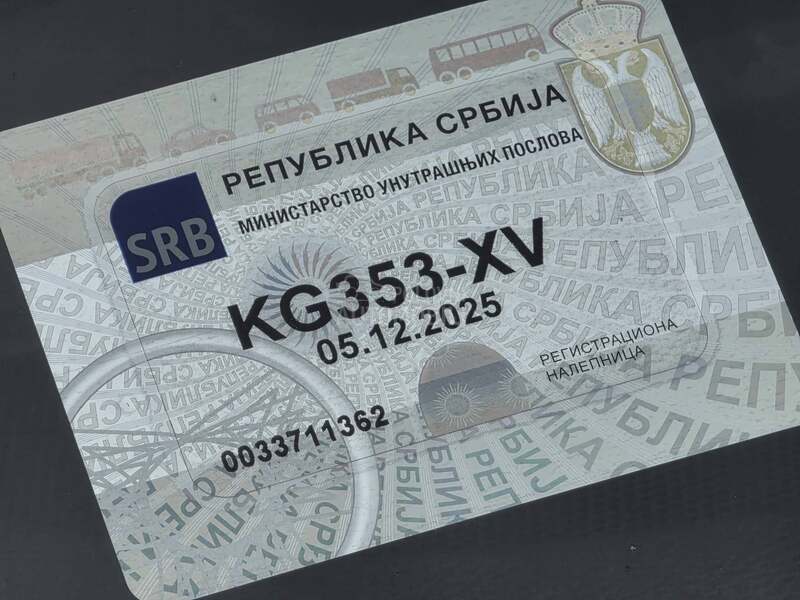 РЕПУБЛИКА СРБИЈА
МИНИСТАРСТВО УНУТРАШЊИХ ПОСЛОВА
SRB
KG353-XV
05.12.2025
РЕГИСТРАЦИОНА
НАЛЕПНИЦА
0033711362